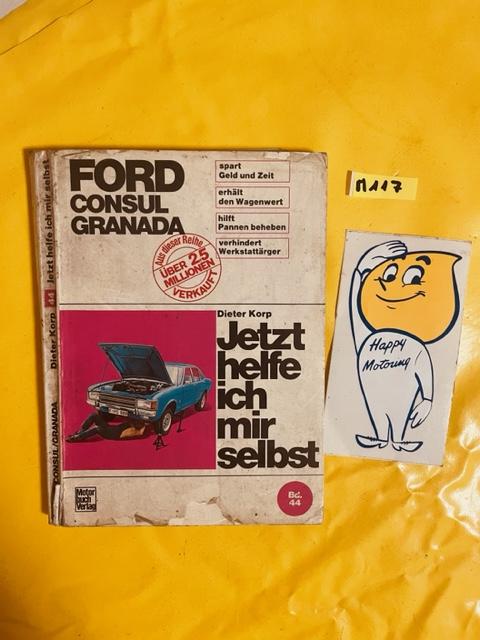 FORD
CONSUL
GRANADA
spart
Geld und Zeit
erhält
den Wagenwert
hilft
Pannen beheben
verhindert
Werkstattärger
Aus dieser Reihe
ÜBER 25
MILLIONEN
VERKAUFT
Dieter Korp
Jetzt
helfe
ich
mir
selbst
Bd.
44
Motor
buch
Verlag
CONSUL/GRANADA Dieter Korp 44 Jetzt helfe ich mir selbst
M117
Happy
Motoring